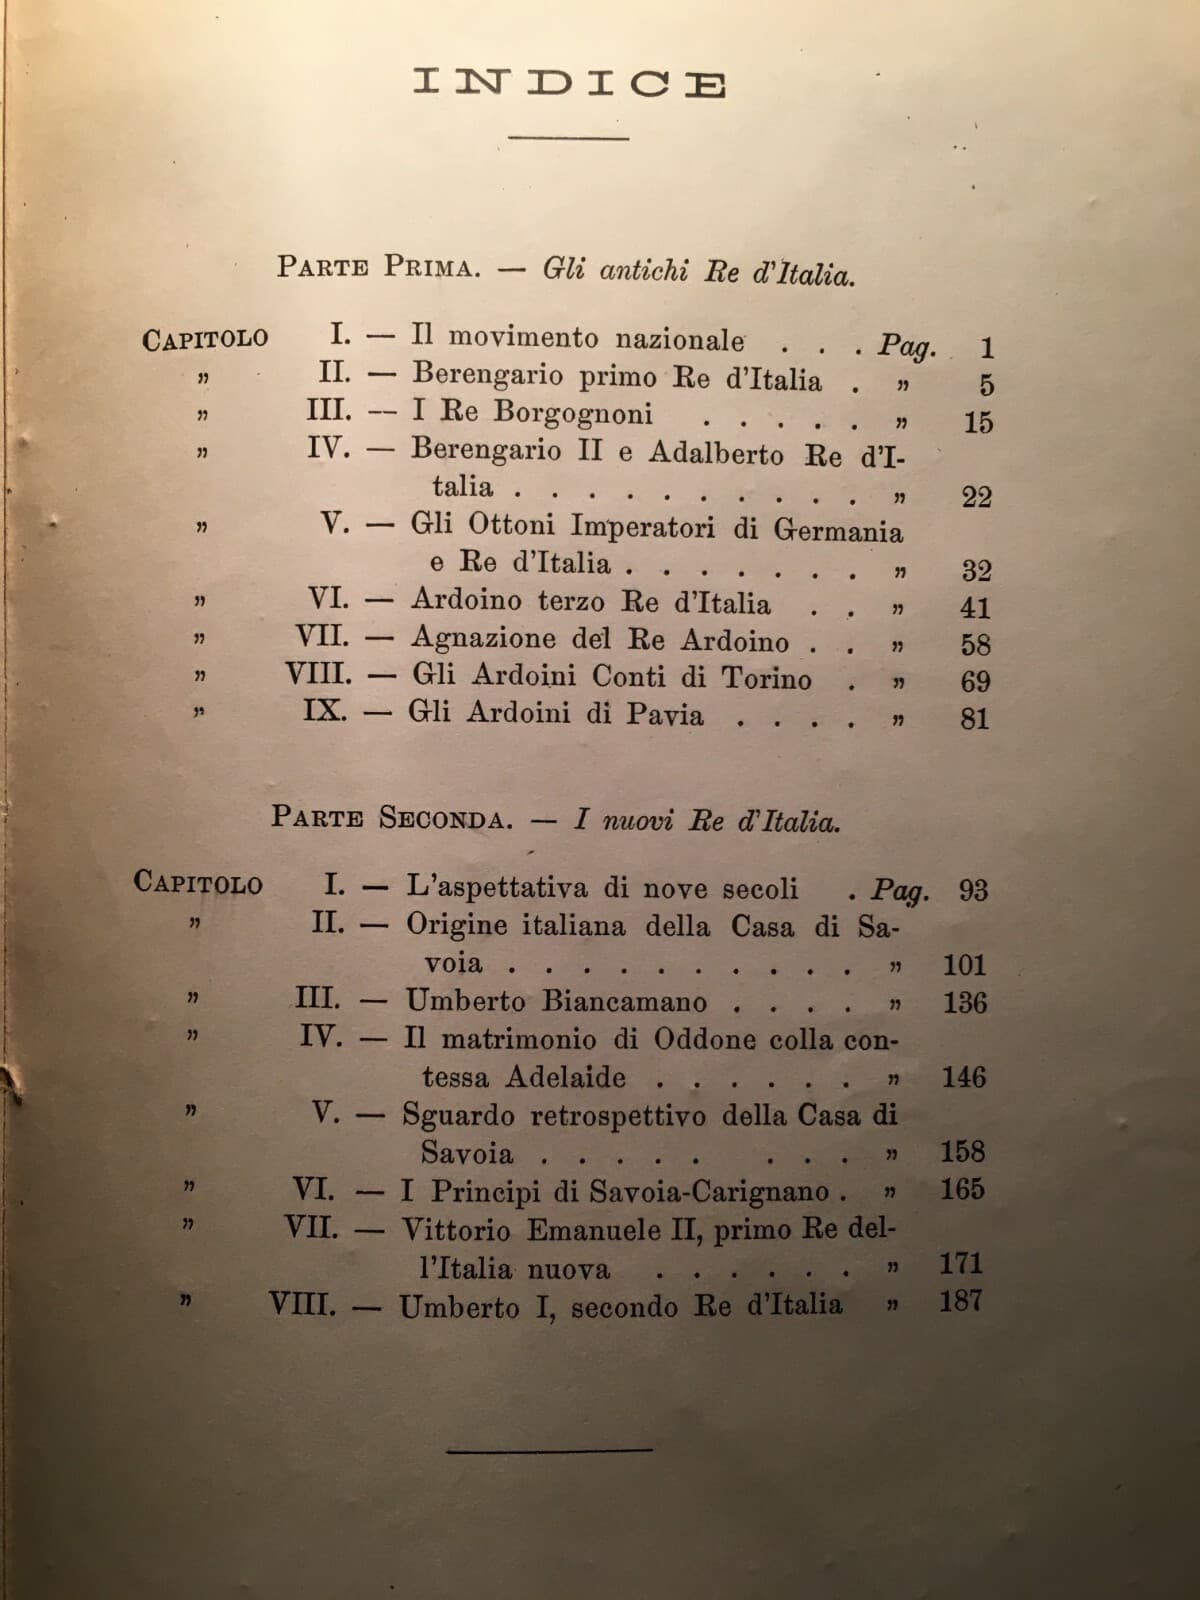 INDICE
PARTE PRIMA. — Gli antichi Re d'Italia.
CAPITOLO I. — Il movimento nazionale . . . Pag. 1
" II. — Berengario primo Re d'Italia . " 5
" III. — I Re Borgognoni . . . . . " 15
" IV. — Berengario II e Adalberto Re d'I-
talia . . . . . . . . . . " 22
" V. — Gli Ottoni Imperatori di Germania
e Re d'Italia . . . . . . . " 32
" VI. — Ardoino terzo Re d'Italia . . " 41
" VII. — Agnazione del Re Ardoino . . " 58
" VIII. — Gli Ardoini Conti di Torino . " 69
" IX. — Gli Ardoini di Pavia . . . . " 81
PARTE SECONDA. — I nuovi Re d'Italia.
CAPITOLO I. — L'aspettativa di nove secoli . Pag. 93
" II. — Origine italiana della Casa di Sa-
voia . . . . . . . . . . " 101
" III. — Umberto Biancamano . . . . " 136
" IV. — Il matrimonio di Oddone colla con-
tessa Adelaide . . . . . . " 146
" V. — Sguardo retrospettivo della Casa di
Savoia . . . . . . . . " 158
" VI. — I Principi di Savoia-Carignano . " 165
" VII. — Vittorio Emanuele II, primo Re del-
l'Italia nuova . . . . . . " 171
" VIII. — Umberto I, secondo Re d'Italia " 187